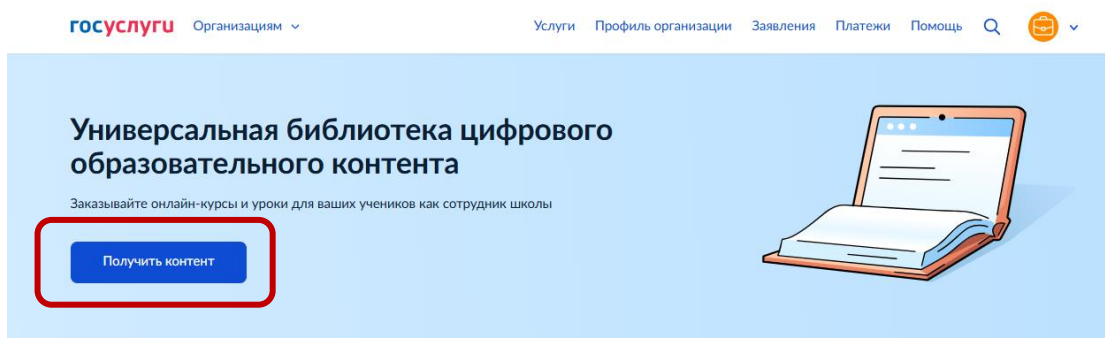 госуслуги Организациям Услуги Профиль организации Заявления Платежи Помощь
Универсальная библиотека цифрового
образовательного контента
Заказывайте онлайн-курсы и уроки для ваших учеников как сотрудник школы
Получить контент